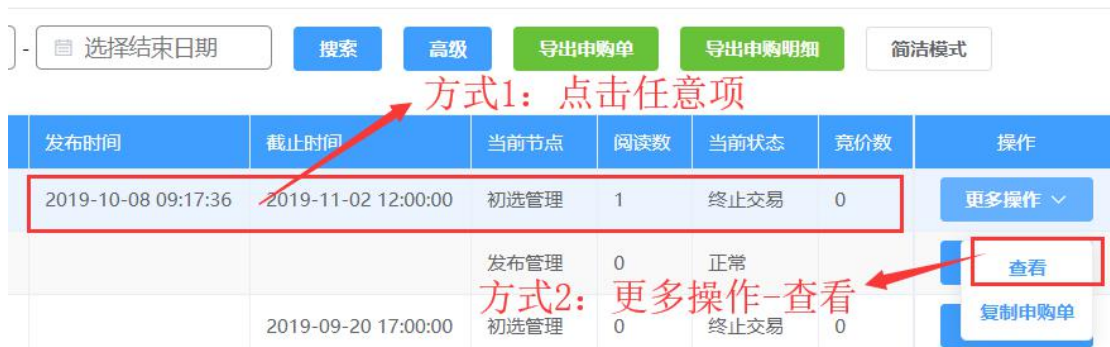 - 选择结束日期 搜索 高级 导出申购单 导出申购明细 简洁模式
方式1：点击任意项
发布时间 截止时间 当前节点 阅读数 当前状态 竞价数 操作
2019-10-08 09:17:36 2019-11-02 12:00:00 初选管理 1 终止交易 0 更多操作
发布管理 0 正常 查看
方式2：更多操作-查看
2019-09-20 17:00:00 初选管理 0 终止交易 0 复制申购单